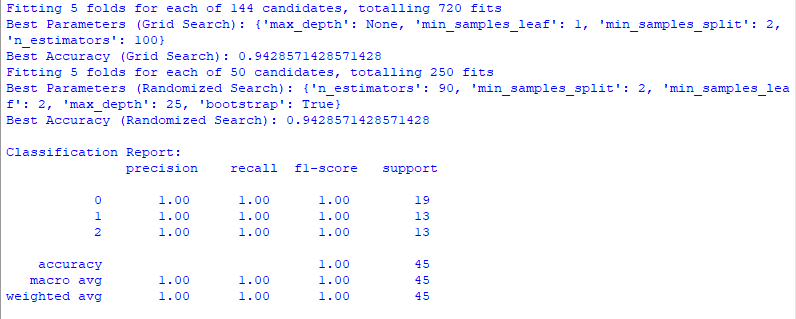 Fitting 5 folds for each of 144 candidates, totalling 720 fits
Best Parameters (Grid Search): {'max_depth': None, 'min_samples_leaf': 1, 'min_samples_split': 2,
'n_estimators': 100}
Best Accuracy (Grid Search): 0.9428571428571428
Fitting 5 folds for each of 50 candidates, totalling 250 fits
Best Parameters (Randomized Search): {'n_estimators': 90, 'min_samples_split': 2, 'min_samples_lea
f': 2, 'max_depth': 25, 'bootstrap': True}
Best Accuracy (Randomized Search): 0.9428571428571428
Classification Report:
precision recall f1-score support
0 1.00 1.00 1.00 19
1 1.00 1.00 1.00 13
2 1.00 1.00 1.00 13
accuracy 1.00 45
macro avg 1.00 1.00 1.00 45
weighted avg 1.00 1.00 1.00 45